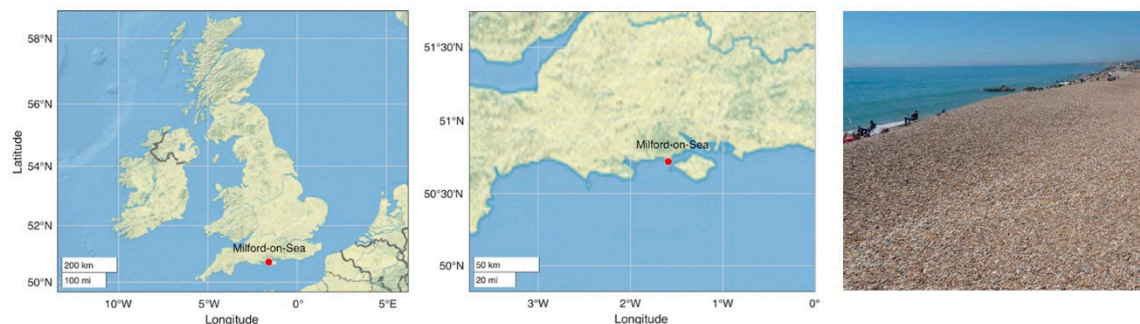 58°N
56°N
54°N
52°N
50°N
Latitude
Milford-on-Sea
200 km
100 mi
10°W
5°W
0°
5°E
Longitude
51°30'N
51°N
50°30'N
50°N
Milford-on-Sea
50 km
20 mi
3°W
2°W
1°W
0°
Longitude